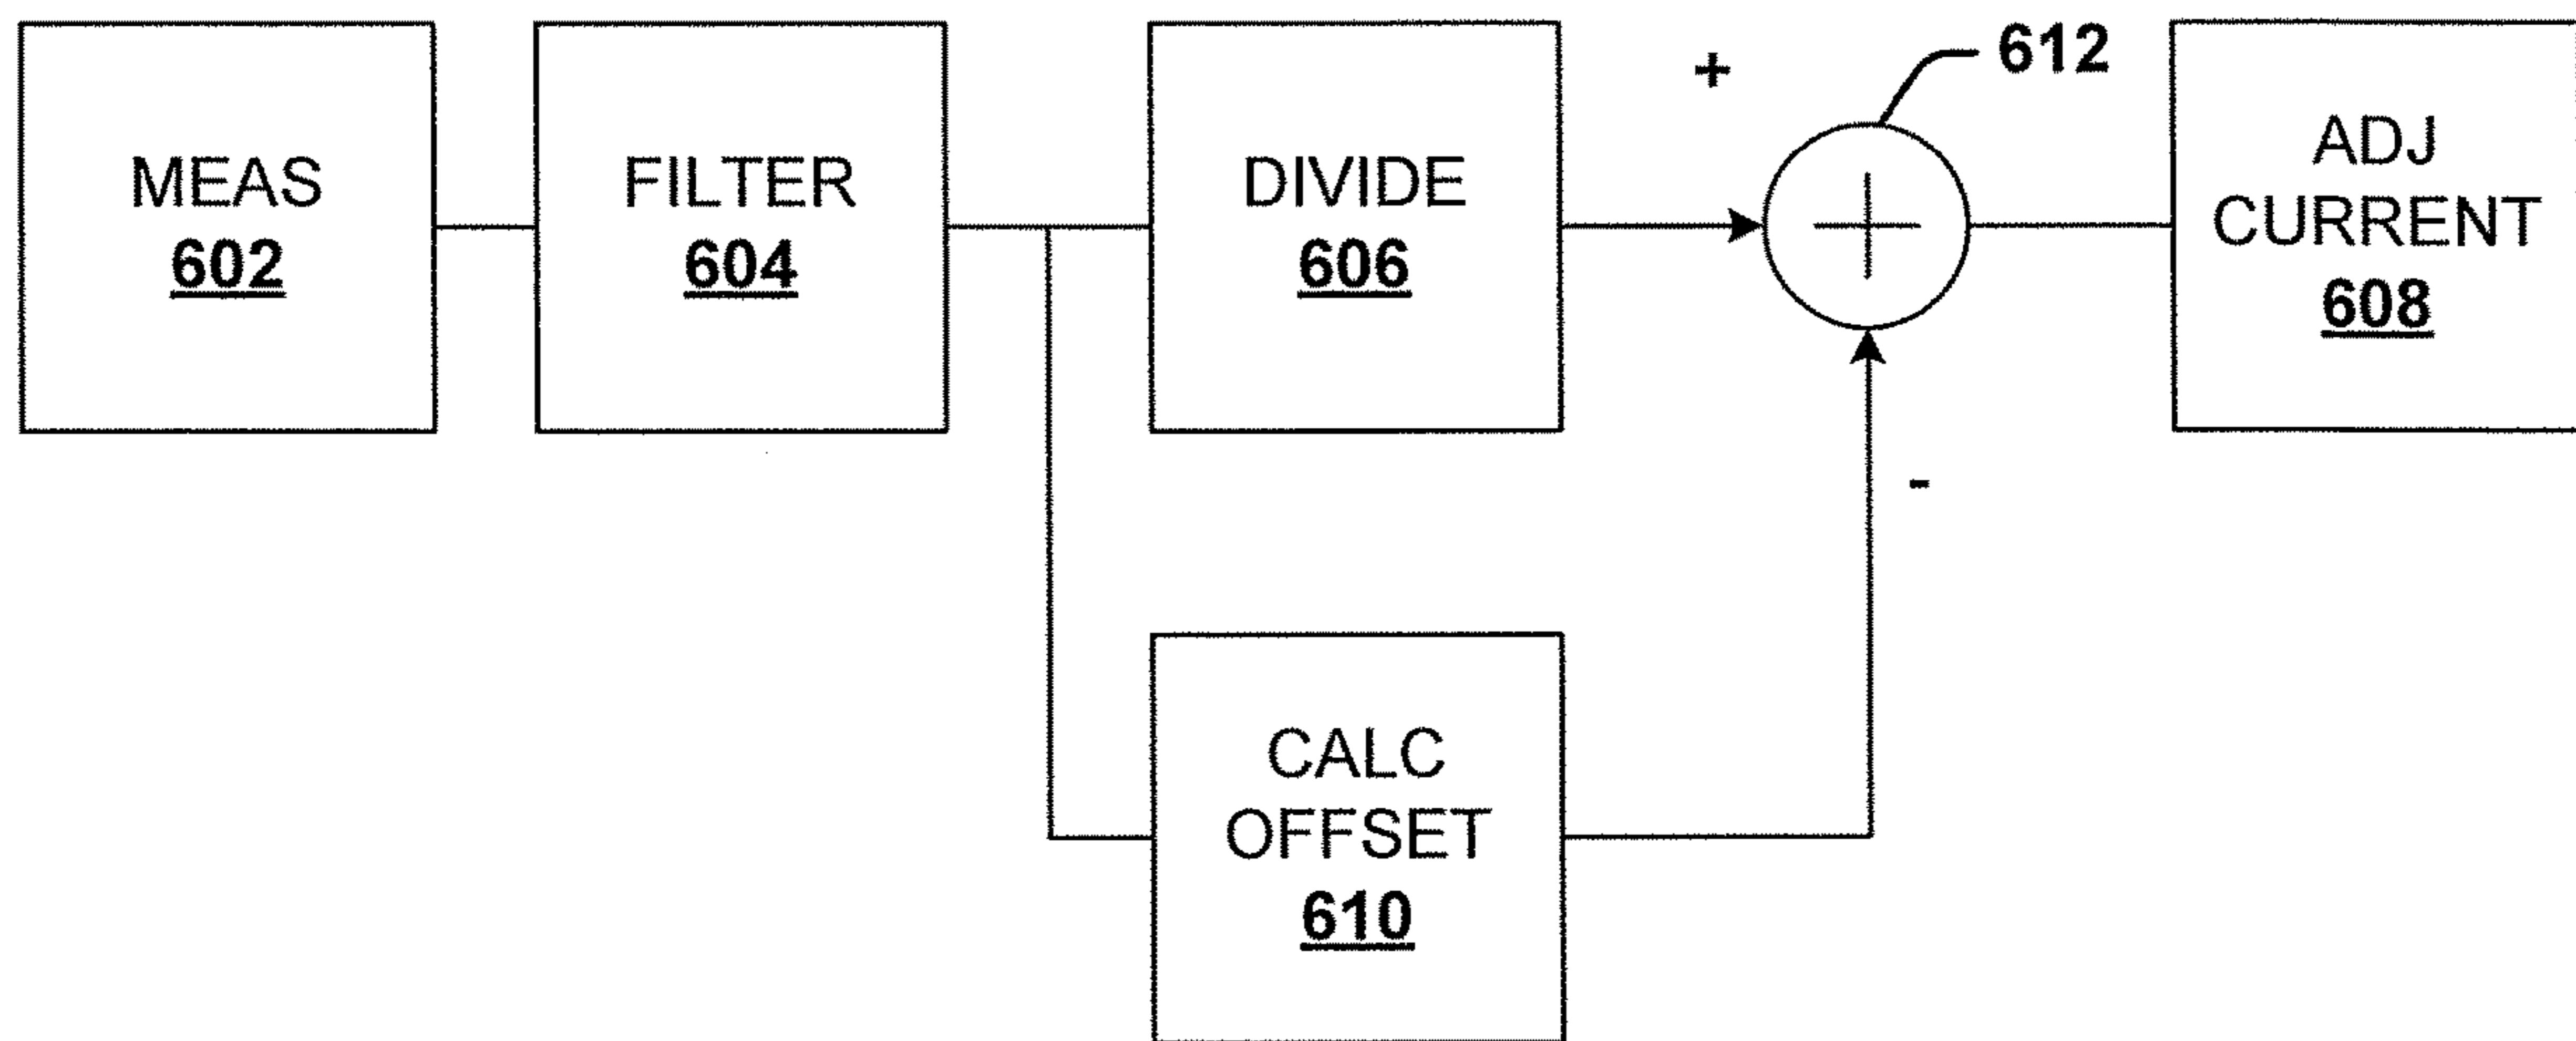 MEAS
602
FILTER
604
DIVIDE
606
+
612
ADJ
CURRENT
608
-
CALC
OFFSET
610